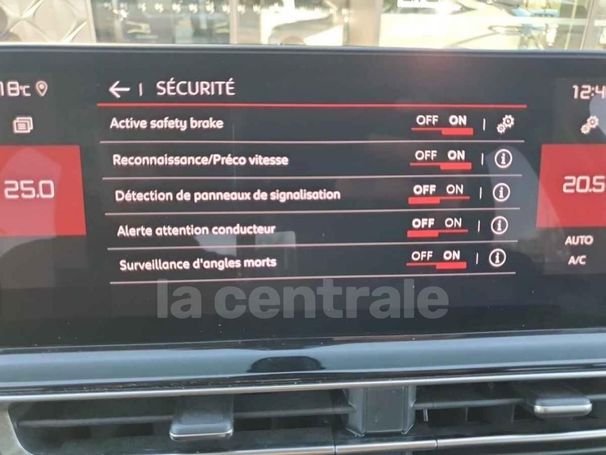 18°C
← | SÉCURITÉ
12:4
Active safety brake OFF ON |
Reconnaissance/Préco vitesse OFF ON | i
25.0
20.5
Détection de panneaux de signalisation OFF ON | i
Alerte attention conducteur OFF ON | i
AUTO
Surveillance d'angles morts OFF ON | i
A/C
la centrale